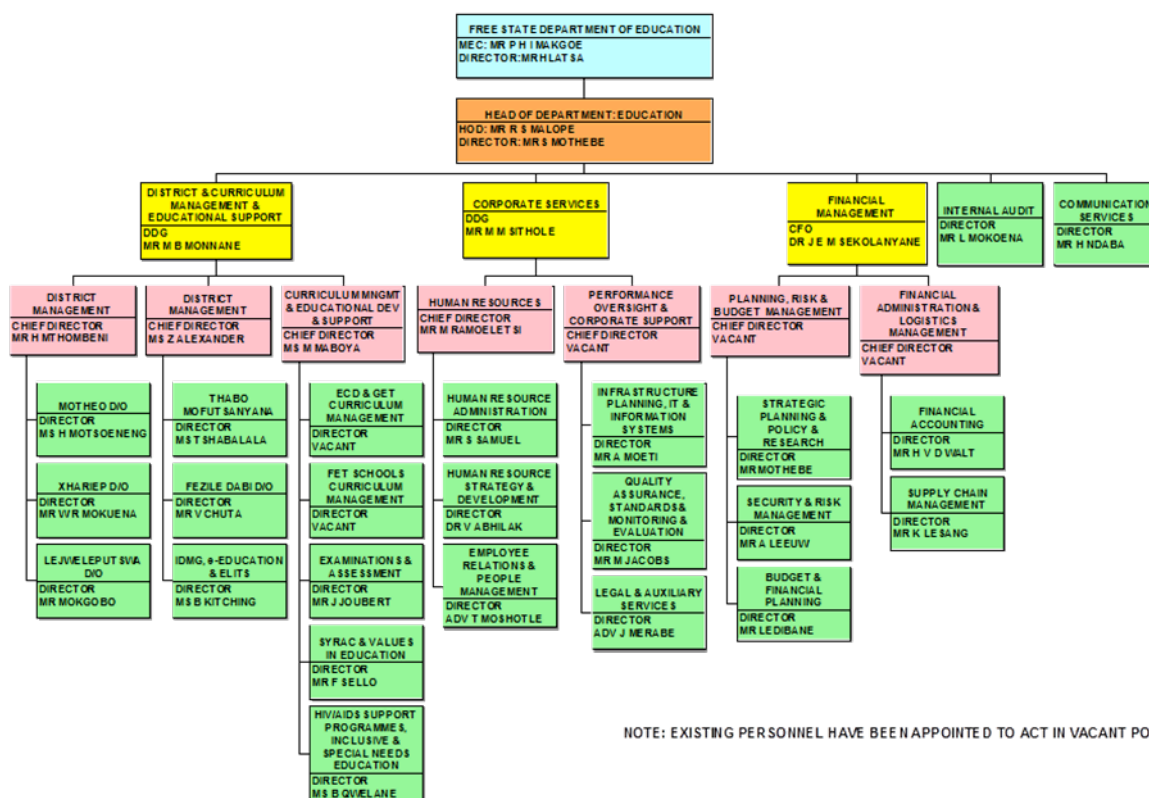 FREE STATE DEPARTMENT OF EDUCATION
MEC: MR P H I MAKGOE
DIRECTOR: MR HLATSA
HEAD OF DEPARTMENT: EDUCATION
HOD: MR R S MALOPE
DIRECTOR: MR S MOTHEBE
DISTRICT & CURRICULUM
MANAGEMENT &
EDUCATIONAL SUPPORT
DDG
MR M B MONNANE
CORPORATE SERVICES
DDG
MR M M SITHOLE
FINANCIAL
MANAGEMENT
CFO
DR J E M SEKOLANYANE
INTERNAL AUDIT
DIRECTOR
MR L MOKOENA
COMMUNICATION
SERVICES
DIRECTOR
MR H NDABA
DISTRICT
MANAGEMENT
CHIEF DIRECTOR
MR H MTHOMBENI
DISTRICT
MANAGEMENT
CHIEF DIRECTOR
MS Z ALEXANDER
CURRICULUM MNGMT
& EDUCATIONAL DEV
& SUPPORT
CHIEF DIRECTOR
MS M MABOYA
HUMAN RESOURCES
CHIEF DIRECTOR
MR M RAMOELETSI
PERFORMANCE
OVERSIGHT &
CORPORATE SUPPORT
CHIEF DIRECTOR
VACANT
PLANNING, RISK &
BUDGET MANAGEMENT
CHIEF DIRECTOR
VACANT
FINANCIAL
ADMINISTRATION &
LOGISTICS
MANAGEMENT
CHIEF DIRECTOR
VACANT
MOTHEO D/O
DIRECTOR
MS H MOTSOENENG
XHARIEP D/O
DIRECTOR
MR WR MOKUENA
LEJWELEPUTSWA
D/O
DIRECTOR
MR MOKGOBO
THABO
MOFUTSANYANA
DIRECTOR
MS T SHABALALA
FEZILE DABI D/O
DIRECTOR
MR V CHUTA
IDMG, e-EDUCATION
& ELITS
DIRECTOR
MS B KITCHING
ECD & GET
CURRICULUM
MANAGEMENT
DIRECTOR
VACANT
FET SCHOOLS
CURRICULUM
MANAGEMENT
DIRECTOR
VACANT
EXAMINATIONS &
ASSESSMENT
DIRECTOR
MR J JOUBERT
SYRAC & VALUES
IN EDUCATION
DIRECTOR
MR F SELLO
HIV/AIDS SUPPORT
PROGRAMMES,
INCLUSIVE &
SPECIAL NEEDS
EDUCATION
DIRECTOR
MS B QWELANE
HUMAN RESOURCE
ADMINISTRATION
DIRECTOR
MR S SAMUEL
HUMAN RESOURCE
STRATEGY &
DEVELOPMENT
DIRECTOR
DR V ABHILAK
EMPLOYEE
RELATIONS &
PEOPLE
MANAGEMENT
DIRECTOR
ADV T MOSHOTLE
INFRASTRUCTURE
PLANNING, IT &
INFORMATION
SYSTEMS
DIRECTOR
MR A MOETI
QUALITY
ASSURANCE,
STANDARDS &
MONITORING &
EVALUATION
DIRECTOR
MR M JACOBS
LEGAL & AUXILIARY
SERVICES
DIRECTOR
ADV J MERABE
STRATEGIC
PLANNING &
POLICY &
RESEARCH
DIRECTOR
MR MOTHEBE
SECURITY & RISK
MANAGEMENT
DIRECTOR
MR A LEEUW
BUDGET &
FINANCIAL
PLANNING
DIRECTOR
MR LEDIBANE
FINANCIAL
ACCOUNTING
DIRECTOR
MR H V D WALT
SUPPLY CHAIN
MANAGEMENT
DIRECTOR
MR K LESANG
NOTE: EXISTING PERSONNEL HAVE BEEN APPOINTED TO ACT IN VACANT PO